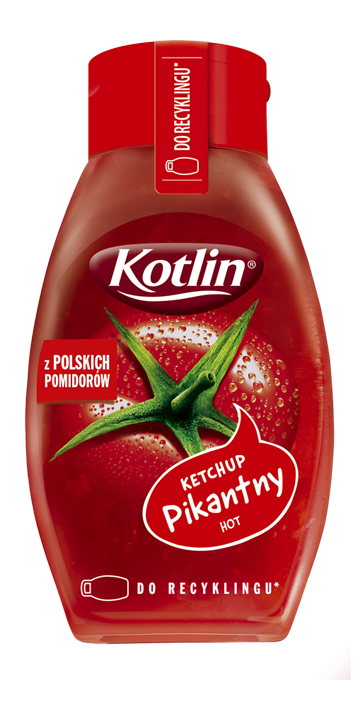 DO RECYKLINGU*
Kotlin®
z POLSKICH
POMIDORÓW
KETCHUP
Pikantny
HOT
DO RECYKLINGU*